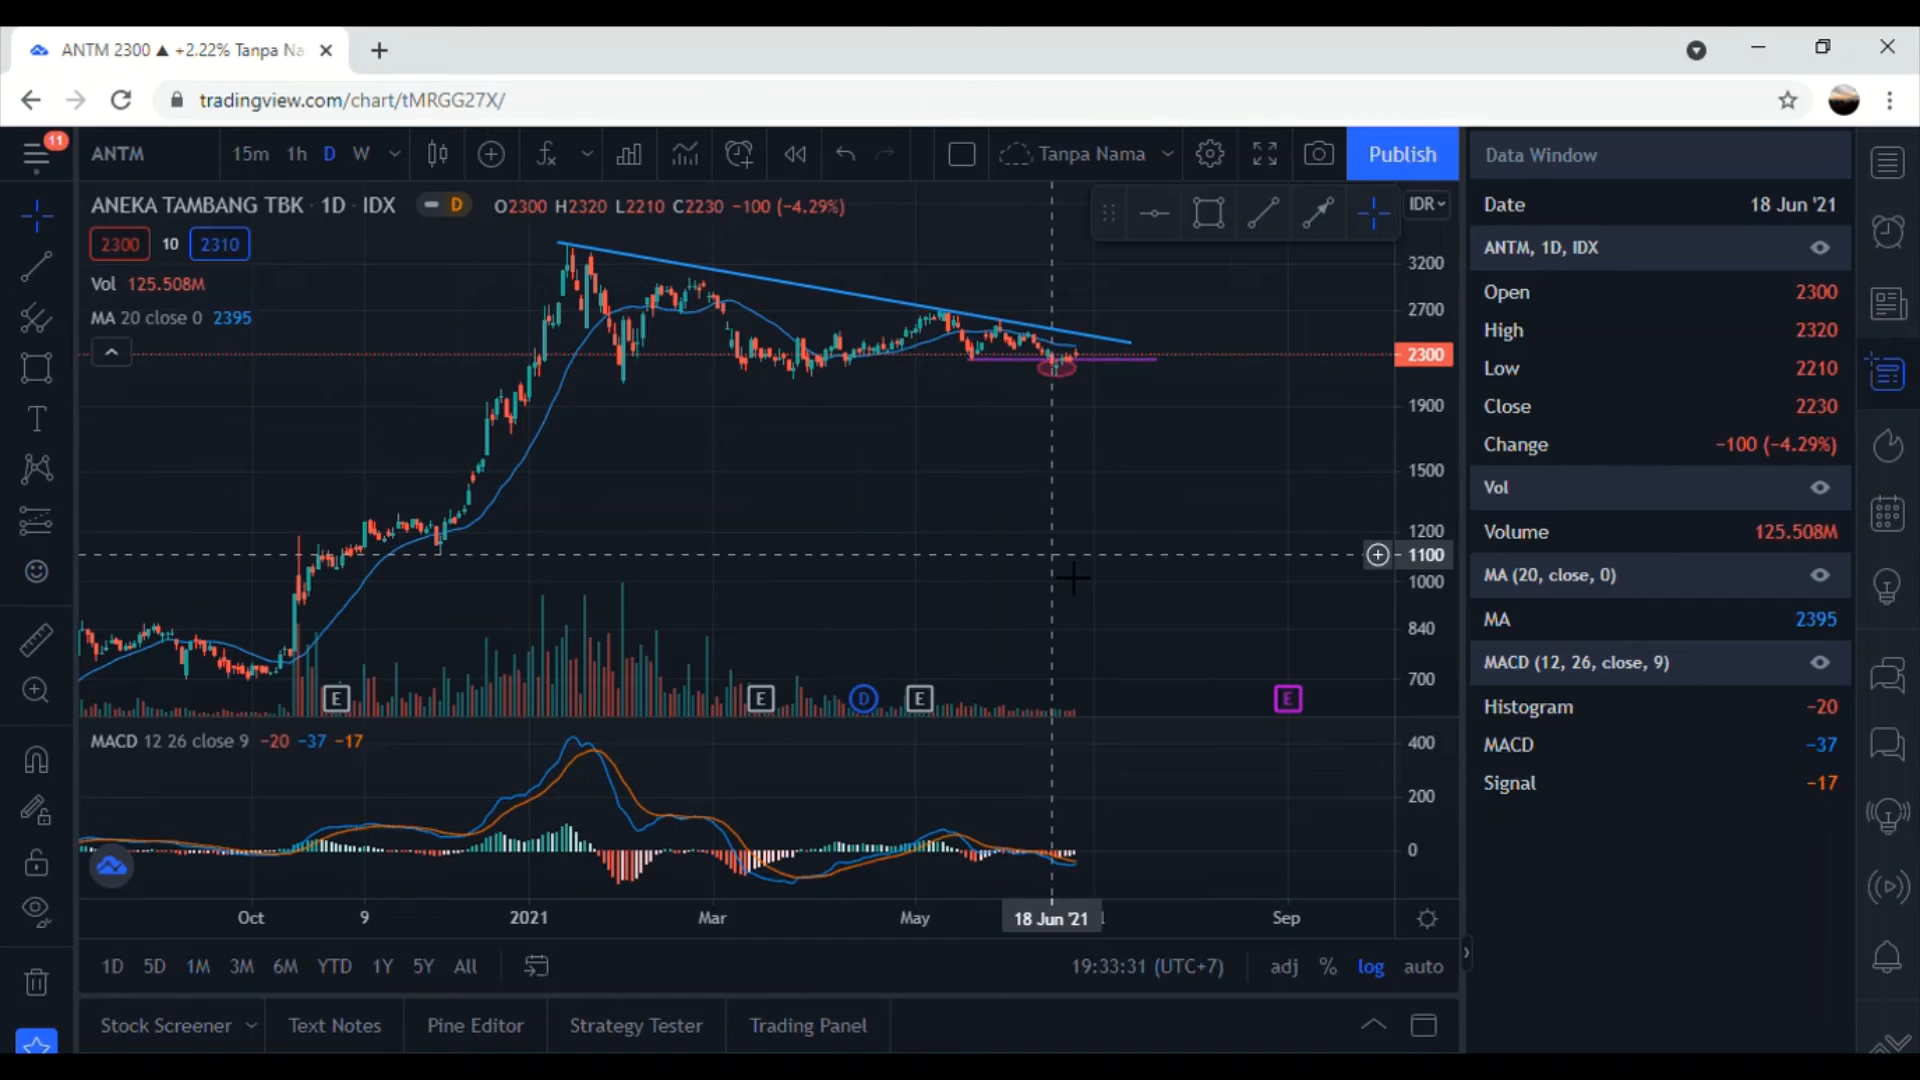 ANTM 2300 ▲ +2.22% Tanpa Na
tradingview.com/chart/tMRGG27X/
11
ANTM 15m 1h D W Tanpa Nama Publish
ANEKA TAMBANG TBK · 1D · IDX D O2300 H2320 L2210 C2230 −100 (−4.29%)
IDR
2300 10 2310
Vol 125.508M
MA 20 close 0 2395
3200
2700
2300
1900
1500
1200
1100
1000
840
700
E E D E E
MACD 12 26 close 9 −20 −37 −17
400
200
0
Oct 9 2021 Mar May 18 Jun '21 Sep
1D 5D 1M 3M 6M YTD 1Y 5Y All 19:33:31 (UTC+7) adj % log auto
Stock Screener Text Notes Pine Editor Strategy Tester Trading Panel
Data Window
Date 18 Jun '21
ANTM, 1D, IDX
Open 2300
High 2320
Low 2210
Close 2230
Change −100 (−4.29%)
Vol
Volume 125.508M
MA (20, close, 0)
MA 2395
MACD (12, 26, close, 9)
Histogram −20
MACD −37
Signal −17